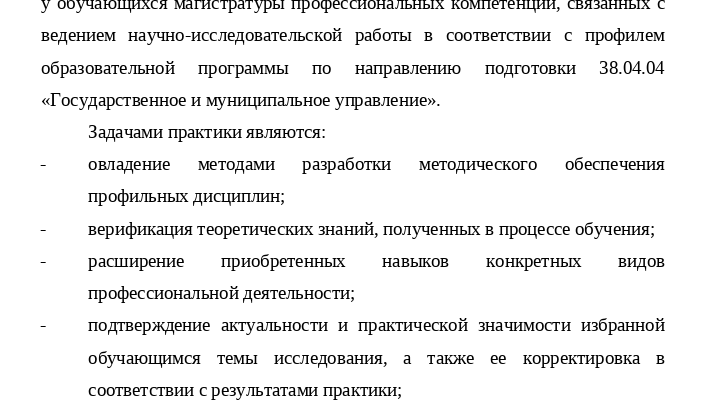 у обучающихся магистратуры профессиональных компетенций, связанных с
ведением научно-исследовательской работы в соответствии с профилем
образовательной программы по направлению подготовки 38.04.04
«Государственное и муниципальное управление».
Задачами практики являются:
- овладение методами разработки методического обеспечения
профильных дисциплин;
- верификация теоретических знаний, полученных в процессе обучения;
- расширение приобретенных навыков конкретных видов
профессиональной деятельности;
- подтверждение актуальности и практической значимости избранной
обучающимся темы исследования, а также ее корректировка в
соответствии с результатами практики;